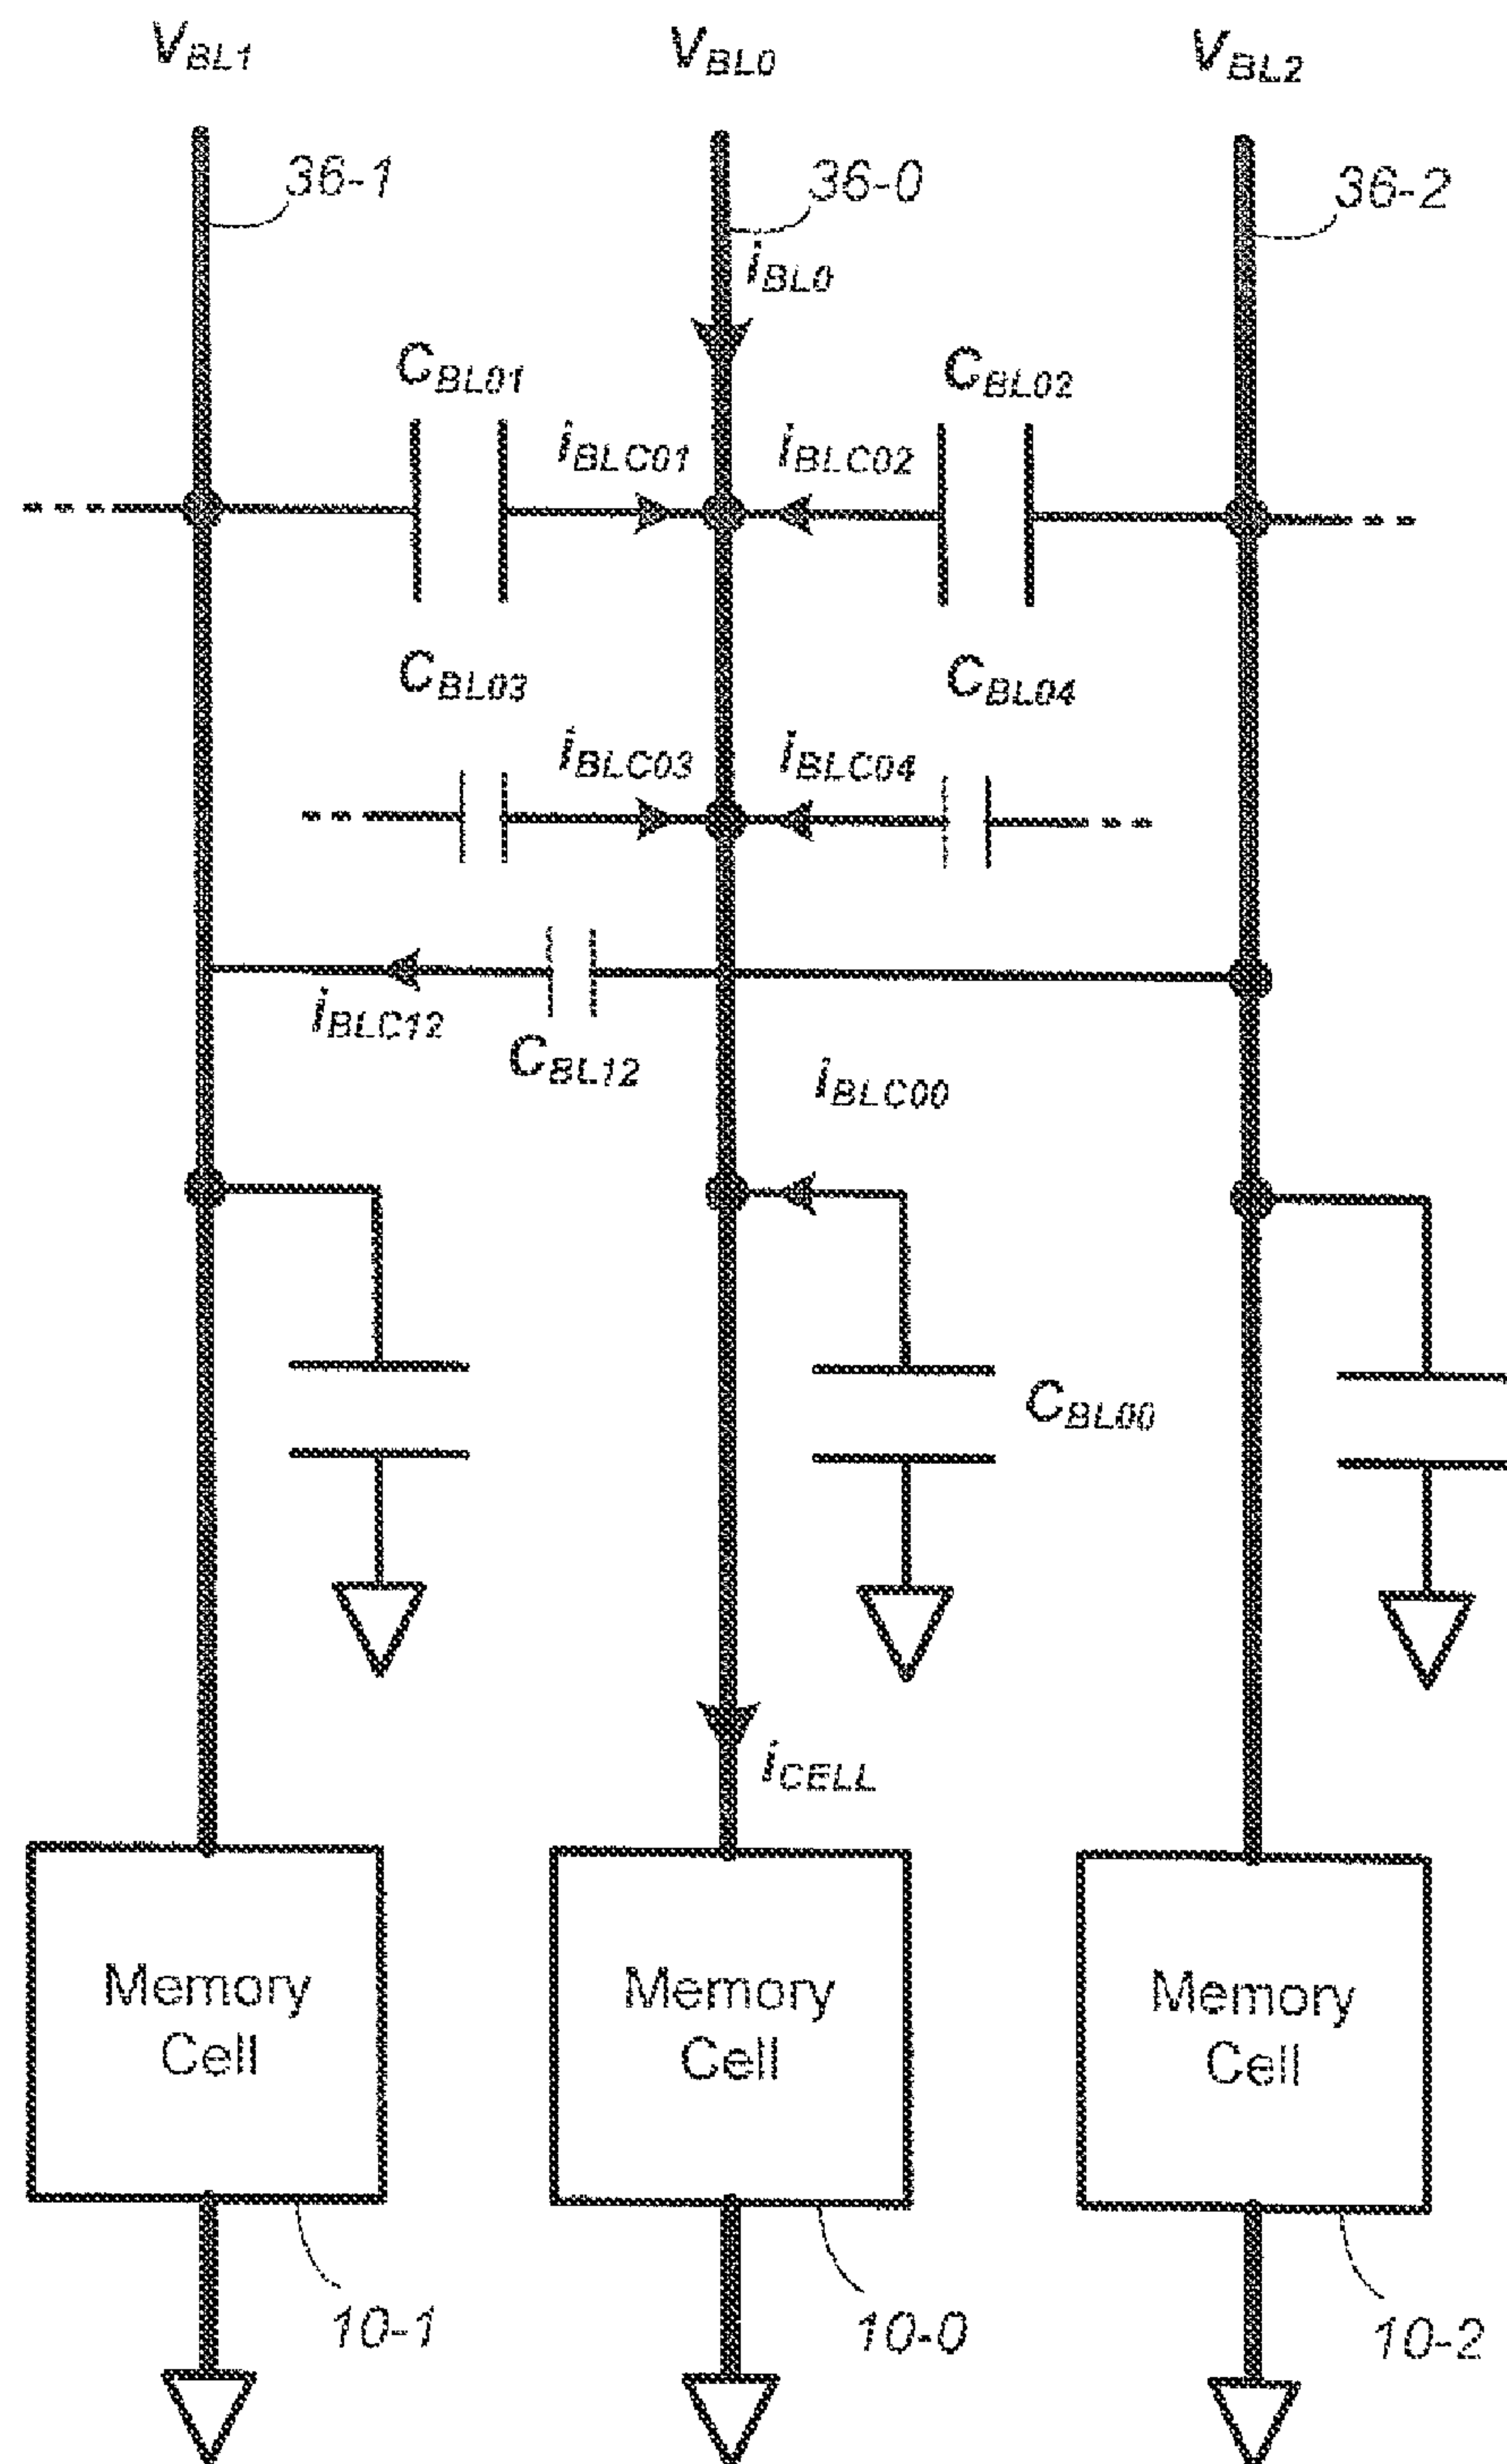 VBL1 VBL0 VBL2
36-1 36-0 36-2
iBL0
CBL01 CBL02
iBLC01 iBLC02
CBL03 CBL04
iBLC03 iBLC04
iBLC12
CBL12
iBLC00
CBL00
iCELL
Memory Cell
Memory Cell
Memory Cell
10-1 10-0 10-2